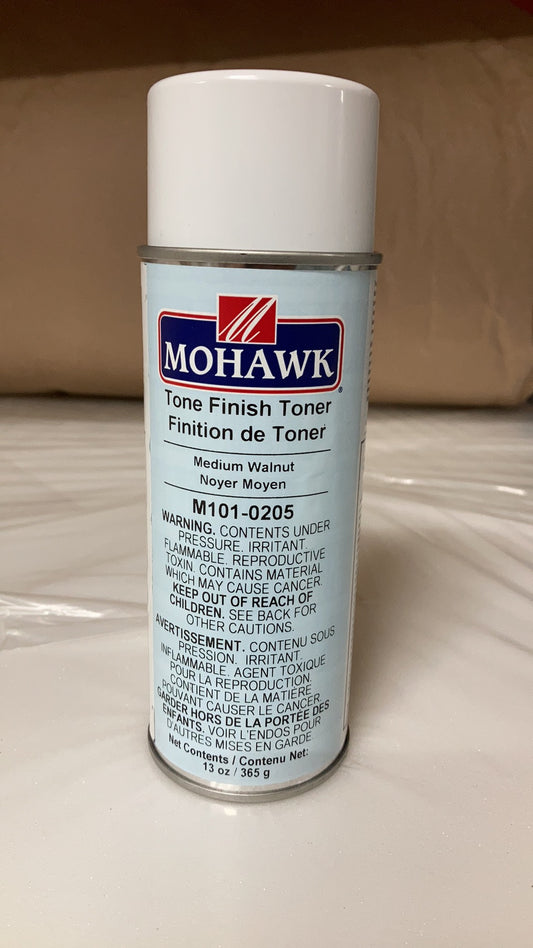 MOHAWK
Tone Finish Toner
Finition de Toner
Medium Walnut
Noyer Moyen
M101-0205
WARNING. CONTENTS UNDER
PRESSURE. IRRITANT.
FLAMMABLE. REPRODUCTIVE
TOXIN. CONTAINS MATERIAL
WHICH MAY CAUSE CANCER.
KEEP OUT OF REACH OF
CHILDREN. SEE BACK FOR
OTHER CAUTIONS.
AVERTISSEMENT. CONTENU SOUS
PRESSION. IRRITANT.
INFLAMMABLE. AGENT TOXIQUE
POUR LA REPRODUCTION.
CONTIENT DE LA MATIÈRE
POUVANT CAUSER LE CANCER.
GARDER HORS DE LA PORTÉE DES
ENFANTS. VOIR L'ENDOS POUR
D'AUTRES MISES EN GARDE
Net Contents / Contenu Net:
13 oz / 365 g